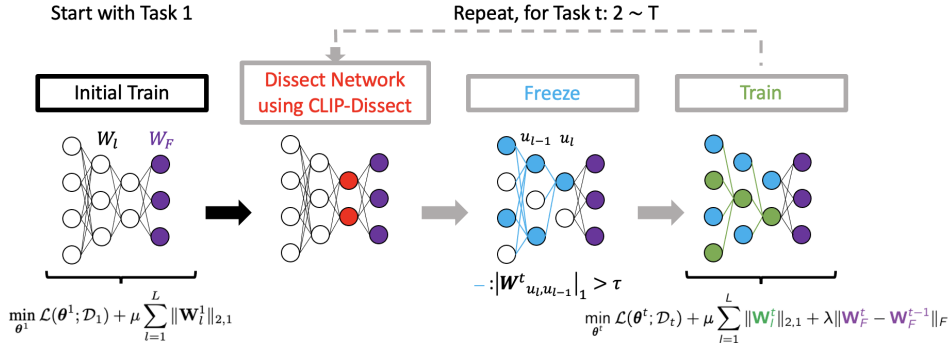 Start with Task 1
Repeat, for Task t: 2 ~ T
Initial Train
Dissect Network
using CLIP-Dissect
Freeze
Train
W_l
W_F
u_{l-1}
u_l
− :|W^t_{u_l,u_{l-1}}|_1 > τ
min_{θ^1} 𝓛(θ^1; 𝓓_1) + μ ∑_{l=1}^{L} ‖W_l^1‖_{2,1}
min_{θ^t} 𝓛(θ^t; 𝓓_t) + μ ∑_{l=1}^{L} ‖W_l^t‖_{2,1} + λ‖W_F^t − W_F^{t−1}‖_F